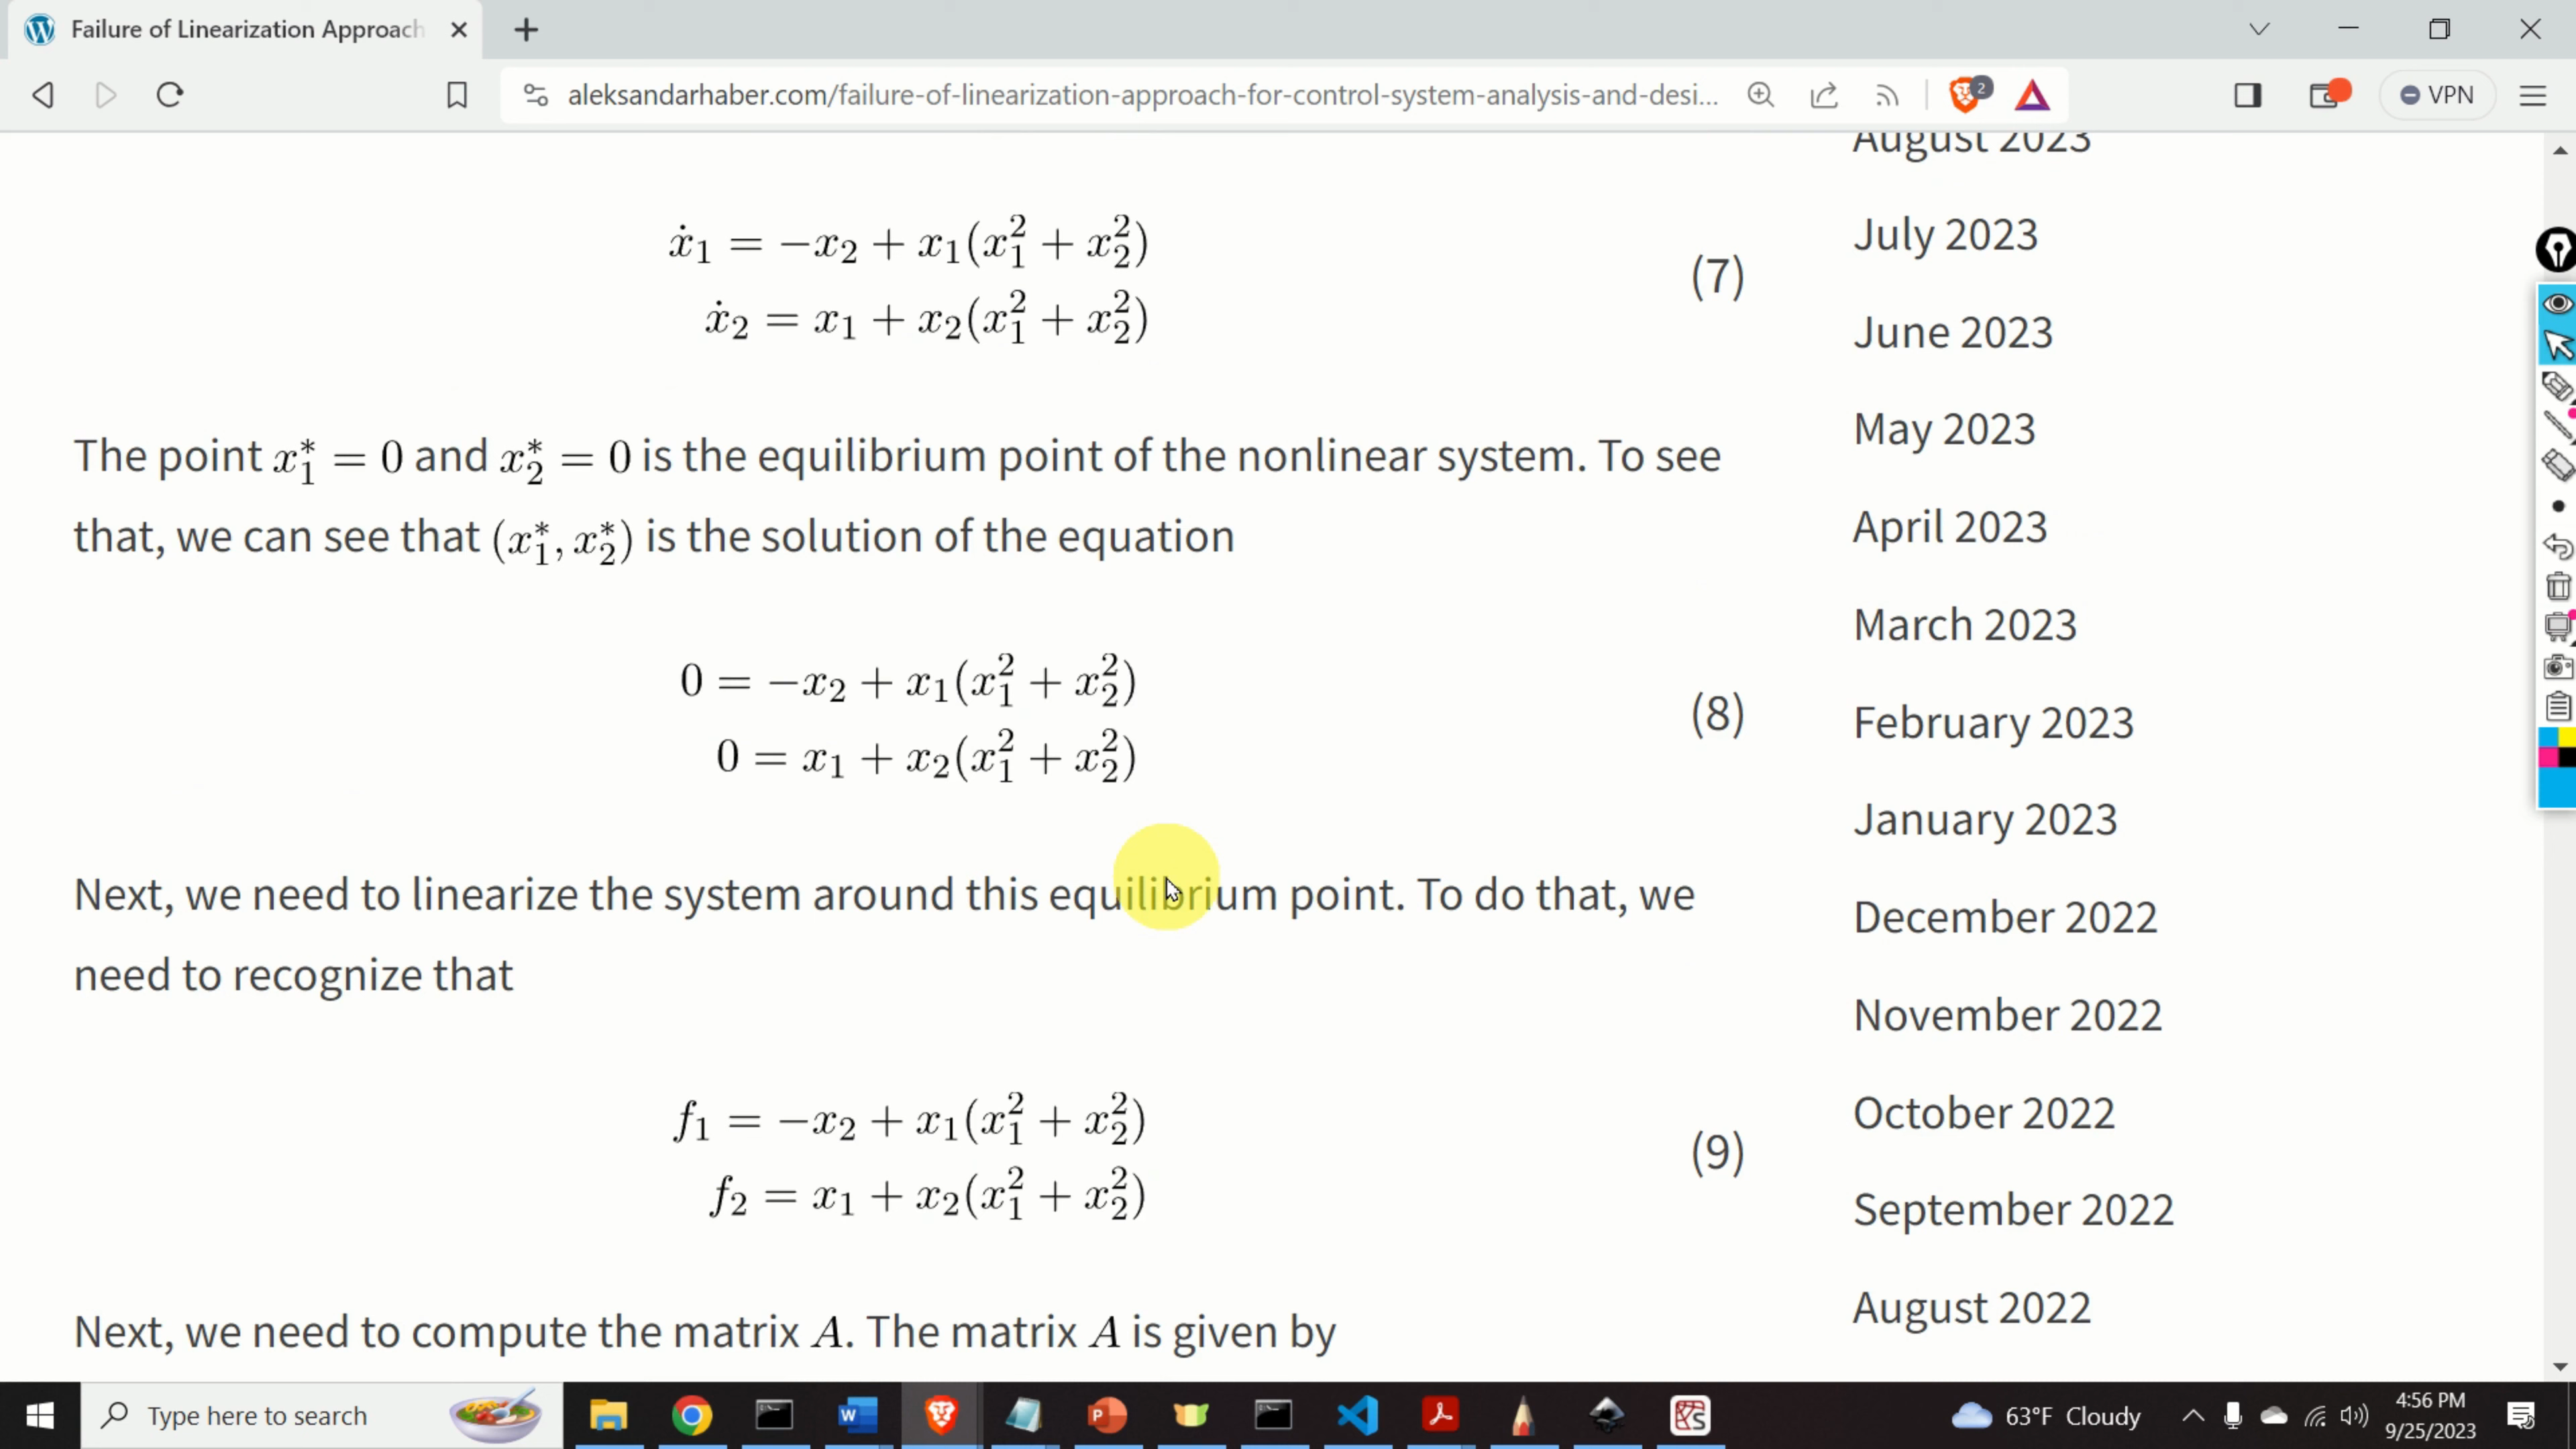 Failure of Linearization Approach
aleksandarhaber.com/failure-of-linearization-approach-for-control-system-analysis-and-desi...
2
VPN
August 2023
ẋ₁ = −x₂ + x₁(x₁² + x₂²)
ẋ₂ = x₁ + x₂(x₁² + x₂²)
(7)
July 2023
June 2023
The point x₁* = 0 and x₂* = 0 is the equilibrium point of the nonlinear system. To see
that, we can see that (x₁*, x₂*) is the solution of the equation
May 2023
April 2023
March 2023
0 = −x₂ + x₁(x₁² + x₂²)
0 = x₁ + x₂(x₁² + x₂²)
(8)
February 2023
January 2023
Next, we need to linearize the system around this equilibrium point. To do that, we
need to recognize that
December 2022
November 2022
f₁ = −x₂ + x₁(x₁² + x₂²)
f₂ = x₁ + x₂(x₁² + x₂²)
(9)
October 2022
September 2022
Next, we need to compute the matrix A. The matrix A is given by
August 2022
Type here to search
63°F Cloudy
4:56 PM
9/25/2023